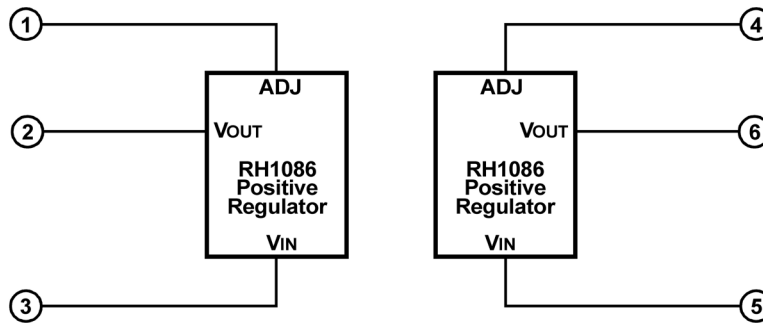 1
ADJ
2
VOUT
RH1086
Positive
Regulator
VIN
3
4
ADJ
VOUT
6
RH1086
Positive
Regulator
VIN
5